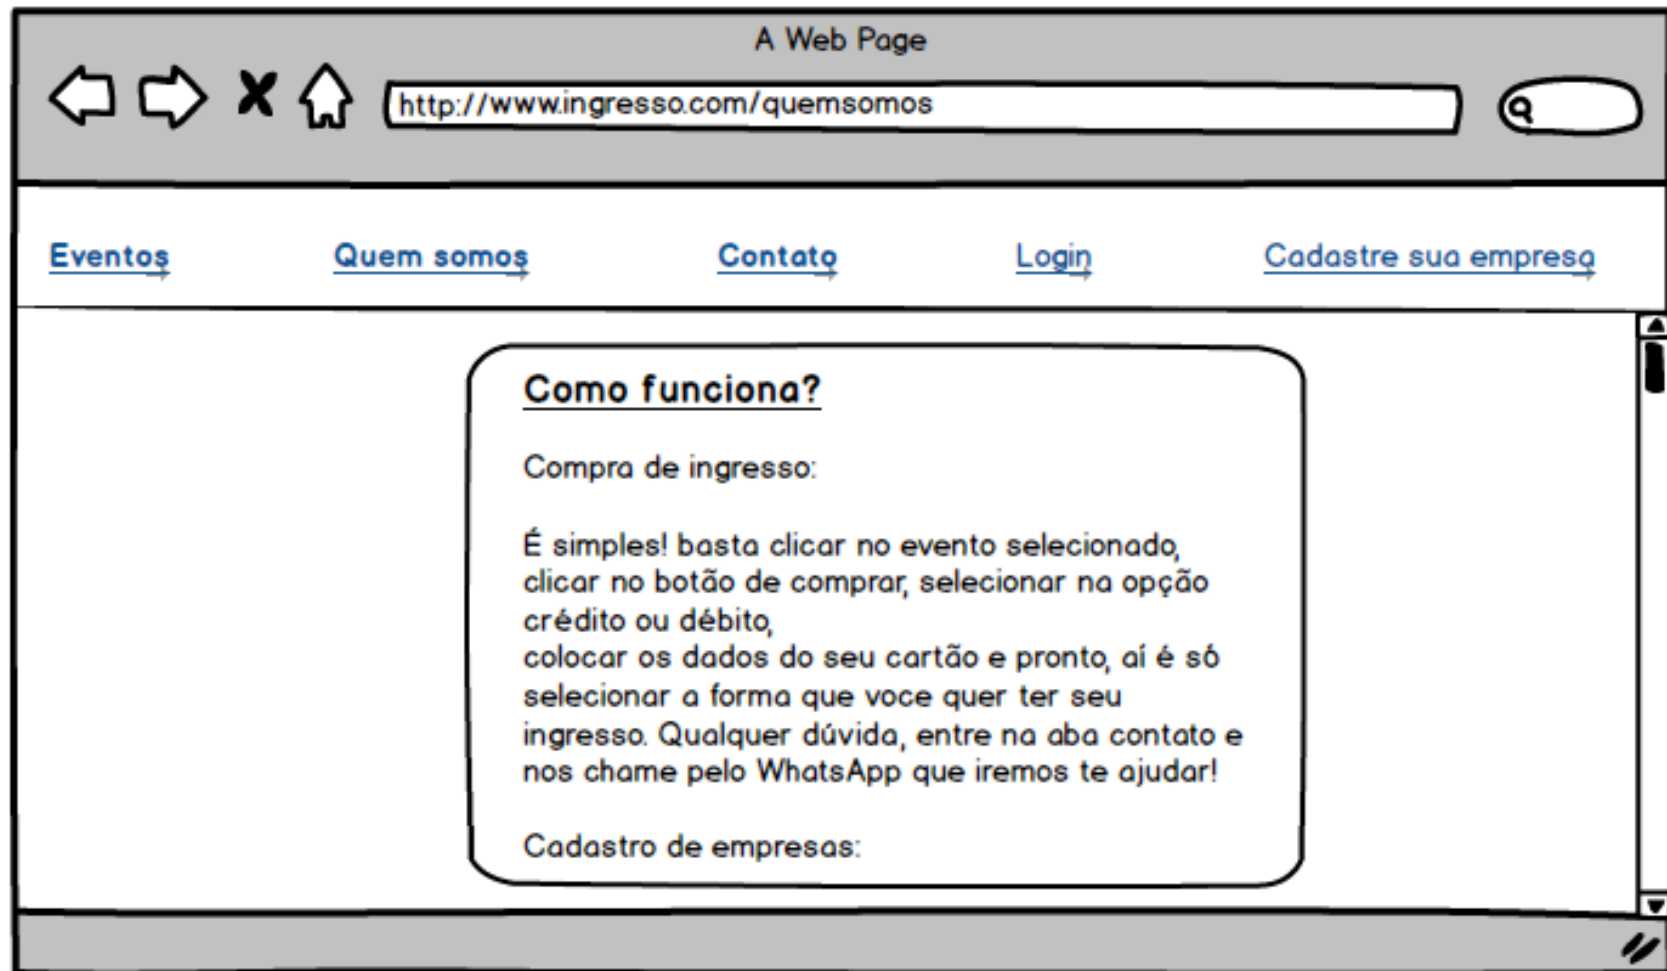 A Web Page
http://www.ingresso.com/quemsomos
Eventos Quem somos Contato Login Cadastre sua empresa
Como funciona?
Compra de ingresso:
É simples! basta clicar no evento selecionado,
clicar no botão de comprar, selecionar na opção
crédito ou débito,
colocar os dados do seu cartão e pronto, aí é só
selecionar a forma que voce quer ter seu
ingresso. Qualquer dúvida, entre na aba contato e
nos chame pelo WhatsApp que iremos te ajudar!
Cadastro de empresas: